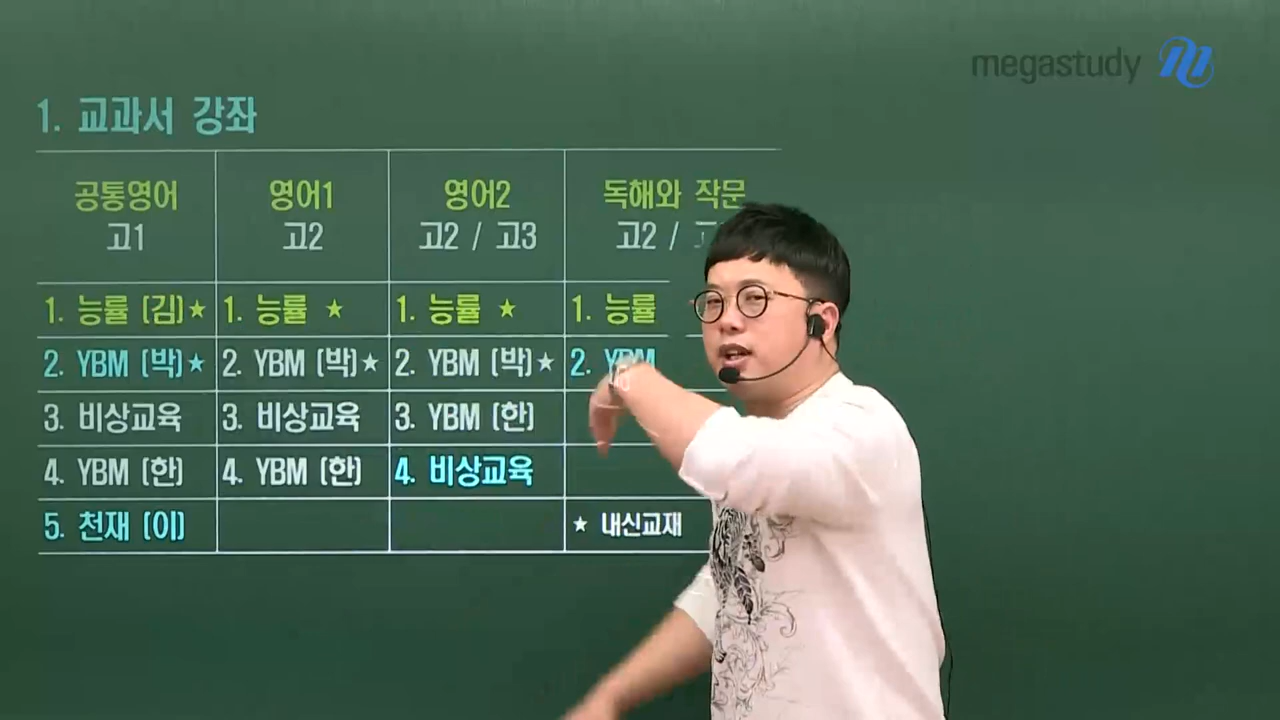 megastudy
1. 교과서 강좌
공통영어 영어1 영어2 독해와 작문
고1 고2 고2 / 고3 고2 /
1. 능률 (김)★ 1. 능률 ★ 1. 능률 ★ 1. 능률
2. YBM (박)★ 2. YBM (박)★ 2. YBM (박)★ 2. YBM
3. 비상교육 3. 비상교육 3. YBM (한)
4. YBM (한) 4. YBM (한) 4. 비상교육
5. 천재 (이) ★ 내신교재